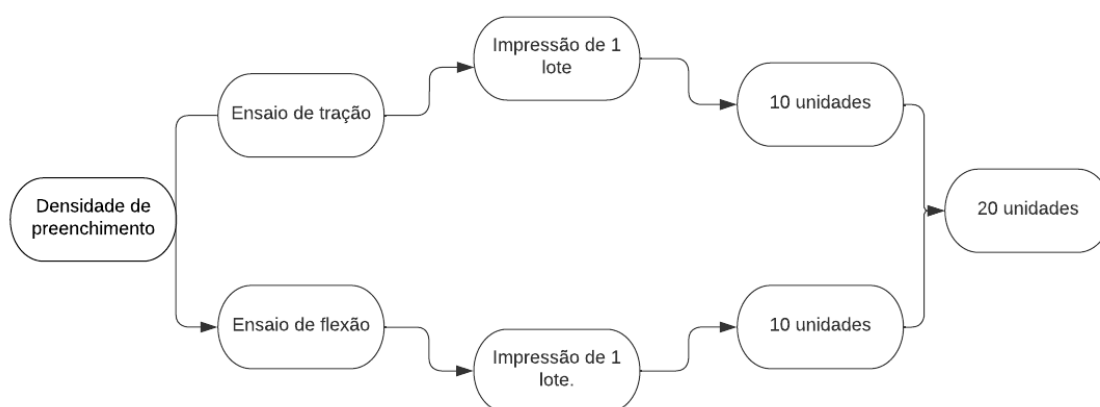 Impressão de 1
lote
Ensaio de tração
10 unidades
Densidade de
preenchimento
20 unidades
Ensaio de flexão
10 unidades
Impressão de 1
lote.